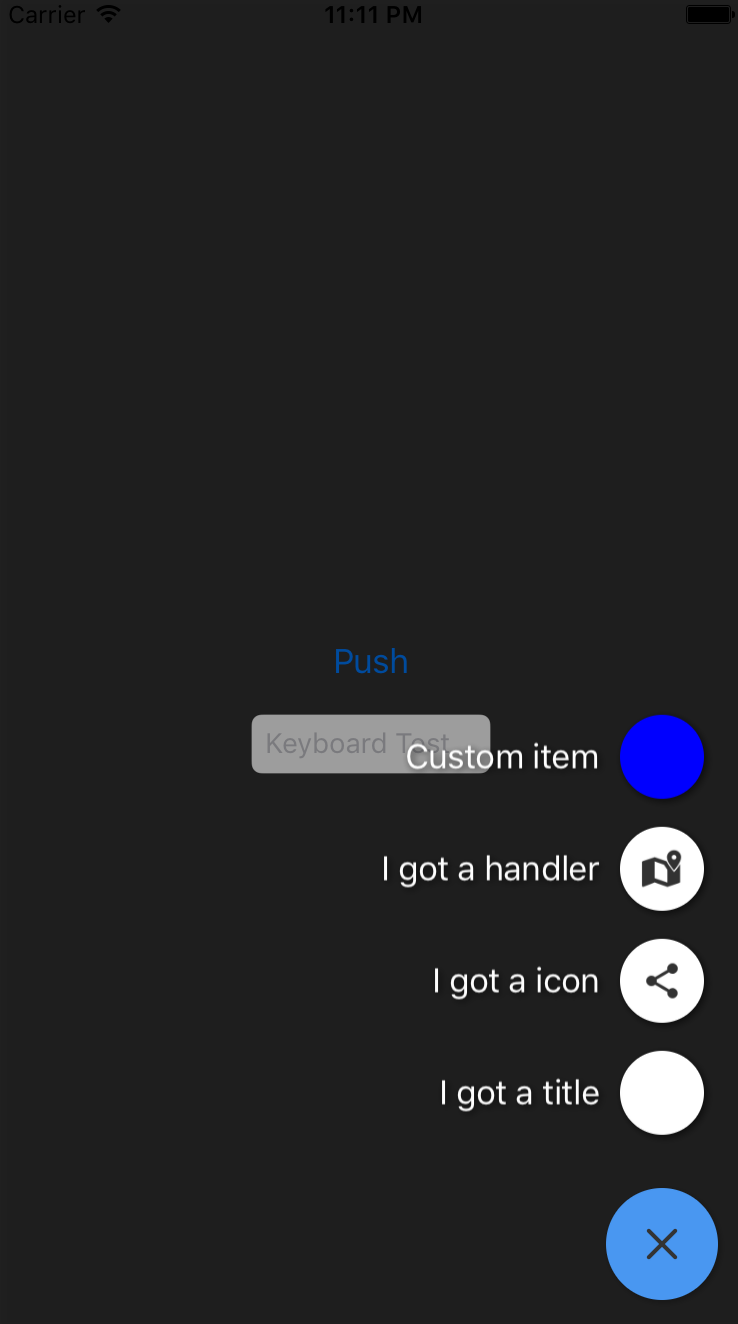 Carrier 11:11 PM
Push
Keyboard Test
Custom item
I got a handler
I got a icon
I got a title